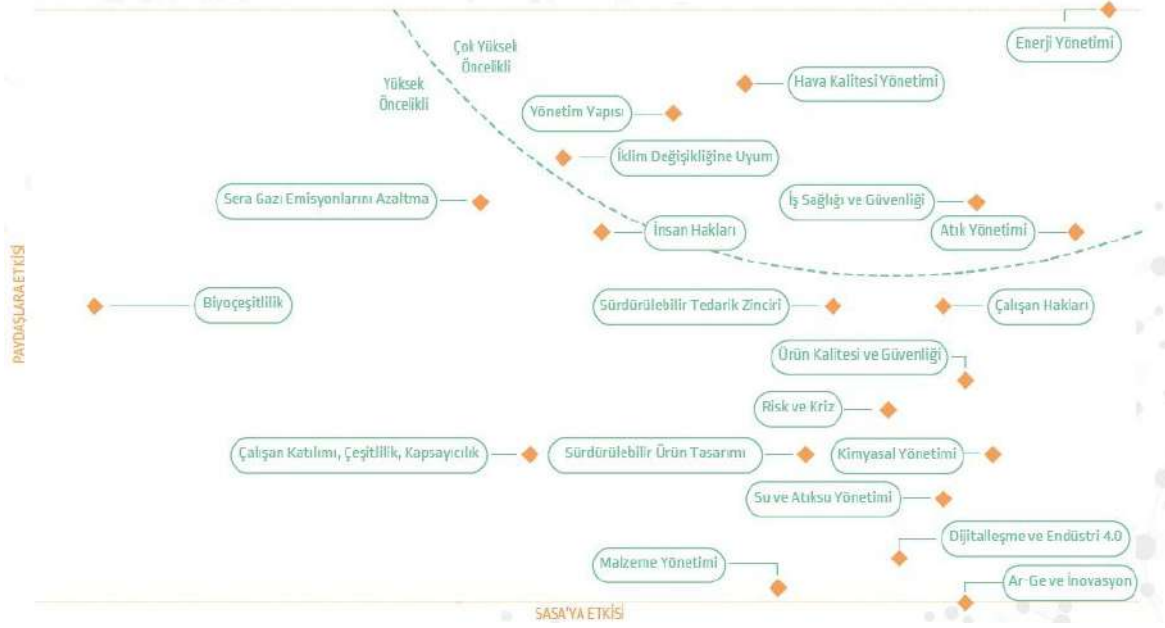 Enerji Yönetimi
Çok Yüksek
Öncelikli
Yüksek
Öncelikli
Hava Kalitesi Yönetimi
Yönetim Yapısı
İklim Değişikliğine Uyum
Sera Gazı Emisyonlarını Azaltma
İş Sağlığı ve Güvenliği
İnsan Hakları
Atık Yönetimi
PAYDAŞLARA ETKİSİ
Biyoçeşitlilik
Sürdürülebilir Tedarik Zinciri
Çalışan Hakları
Ürün Kalitesi ve Güvenliği
Risk ve Kriz
Çalışan Katılımı, Çeşitlilik, Kapsayıcılık
Sürdürülebilir Ürün Tasarımı
Kimyasal Yönetimi
Su ve Atıksu Yönetimi
Dijitalleşme ve Endüstri 4.0
Malzeme Yönetimi
Ar-Ge ve İnovasyon
SASA'YA ETKİSİ